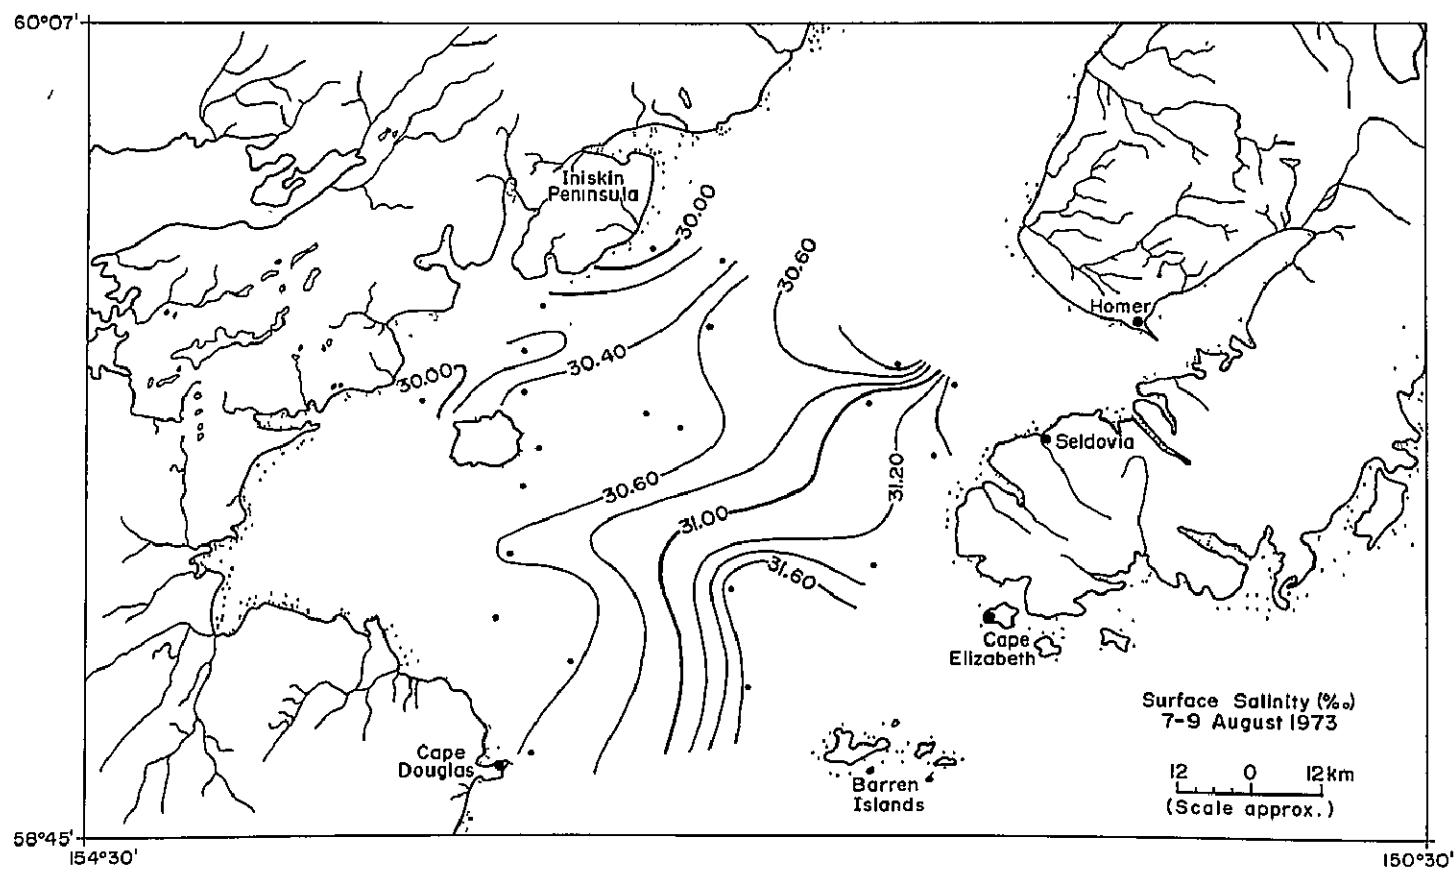 60°07'
Iniskin
Peninsula
30.00
30.60
Homer
30.40
30.00
Seldovia
31.20
30.60
31.00
31.60
Cape
Elizabeth
Surface Salinity (‰)
7-9 August 1973
Cape
Douglas
12 0 12km
(Scale approx.)
Barren
Islands
58°45'
154°30'
150°30'